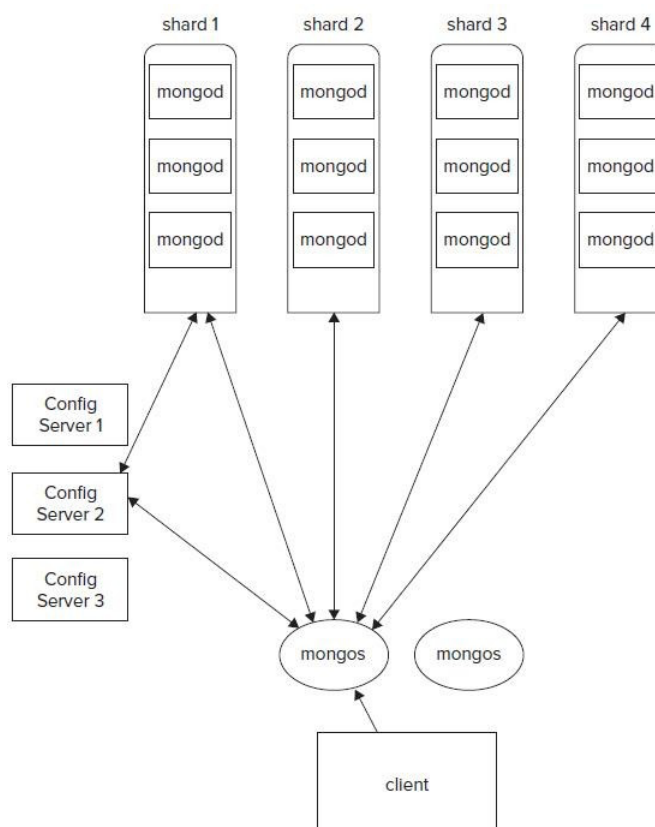 shard 1 shard 2 shard 3 shard 4
mongod mongod mongod mongod
mongod mongod mongod mongod
mongod mongod mongod mongod
Config
Server 1
Config
Server 2
Config
Server 3
mongos mongos
client